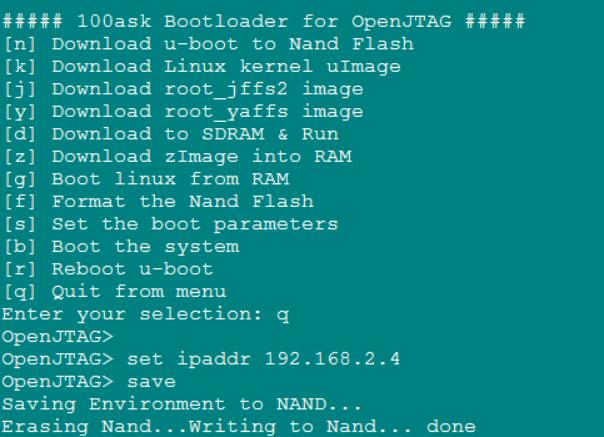 ##### 100ask Bootloader for OpenJTAG #####
[n] Download u-boot to Nand Flash
[k] Download Linux kernel uImage
[j] Download root_jffs2 image
[y] Download root_yaffs image
[d] Download to SDRAM & Run
[z] Download zImage into RAM
[g] Boot linux from RAM
[f] Format the Nand Flash
[s] Set the boot parameters
[b] Boot the system
[r] Reboot u-boot
[q] Quit from menu
Enter your selection: q
OpenJTAG>
OpenJTAG> set ipaddr 192.168.2.4
OpenJTAG> save
Saving Environment to NAND...
Erasing Nand...Writing to Nand... done